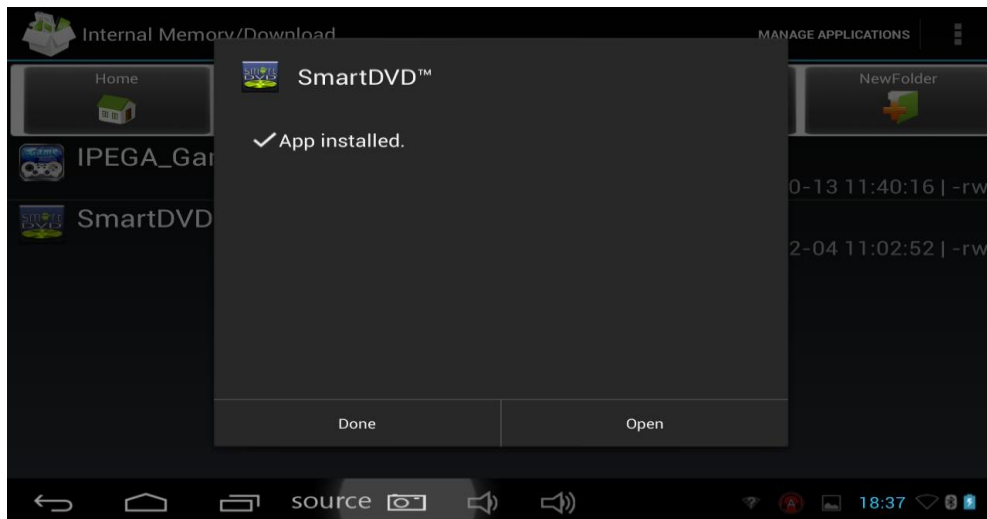 Internal Memory/Download
MANAGE APPLICATIONS
Home
NewFolder
SmartDVD™
App installed.
IPEGA_Gar
0-13 11:40:16 | -rw
SmartDVD
2-04 11:02:52 | -rw
Done
Open
source
18:37